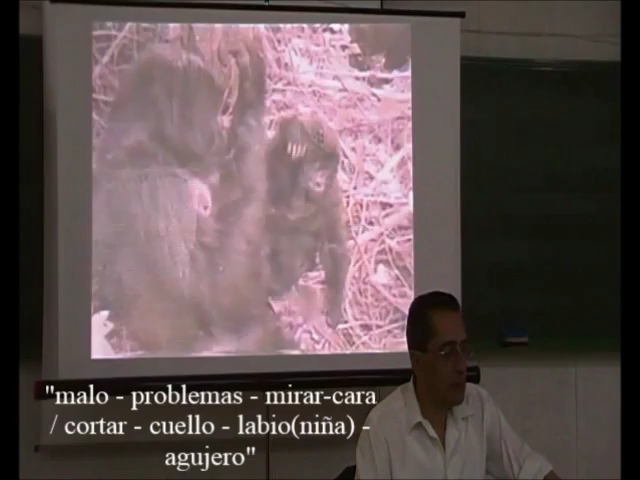 "malo - problemas - mirar-cara
/ cortar - cuello - labio(niña) -
agujero"